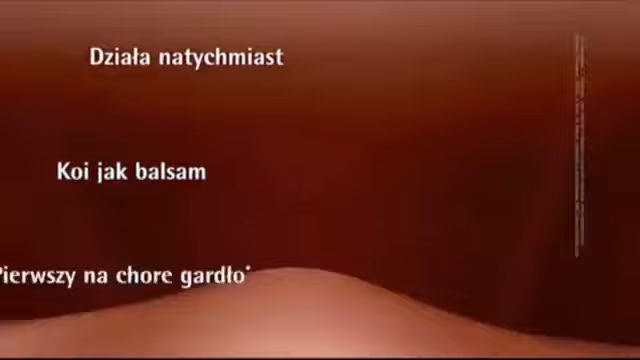 Działa natychmiast
Koi jak balsam
Pierwszy na chore gardło*